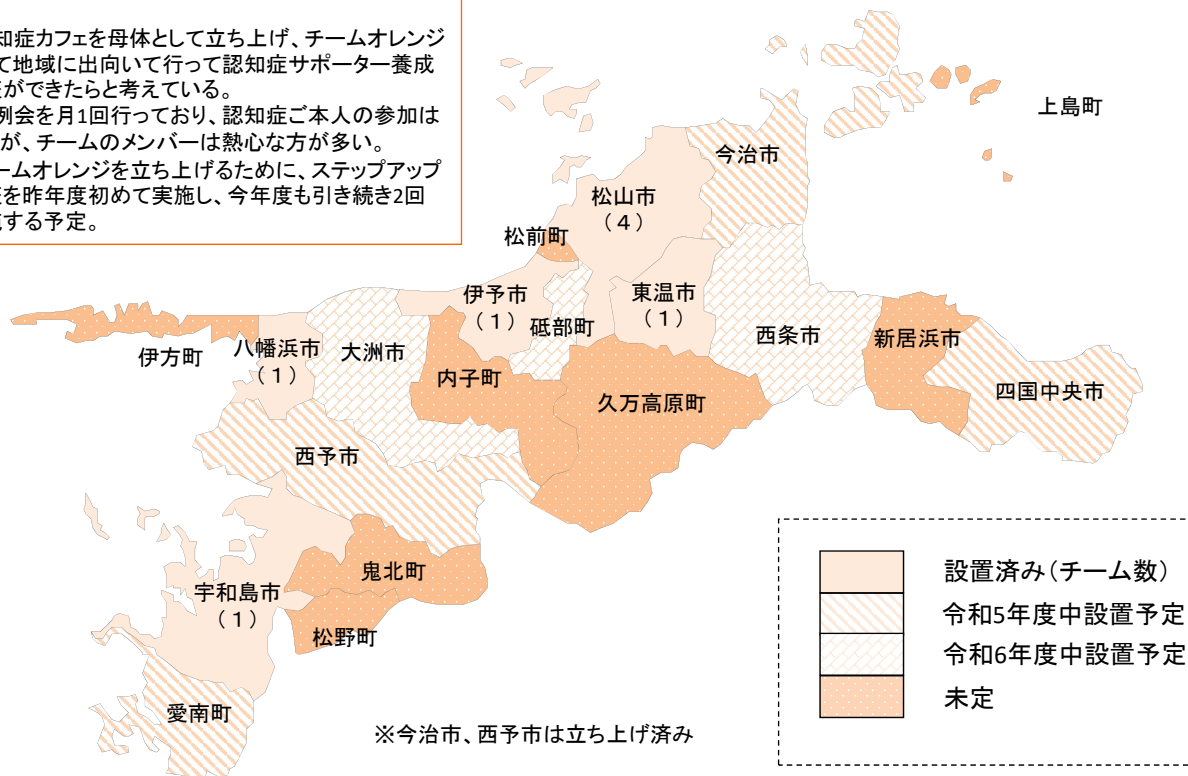 知症カフェを母体として立ち上げ、チームオレンジ
て地域に出向いて行って認知症サポーター養成
ができたらと考えている。
例会を月1回行っており、認知症ご本人の参加は
が、チームのメンバーは熱心な方が多い。
ームオレンジを立ち上げるために、ステップアップ
を昨年度初めて実施し、今年度も引き続き2回
する予定。
上島町
今治市
松山市
(4)
松前町
伊予市
(1)
砥部町
東温市
(1)
西条市
新居浜市
四国中央市
伊方町
八幡浜市
(1)
大洲市
内子町
久万高原町
西予市
鬼北町
宇和島市
(1)
松野町
愛南町
※今治市、西予市は立ち上げ済み
設置済み(チーム数)
令和5年度中設置予定
令和6年度中設置予定
未定